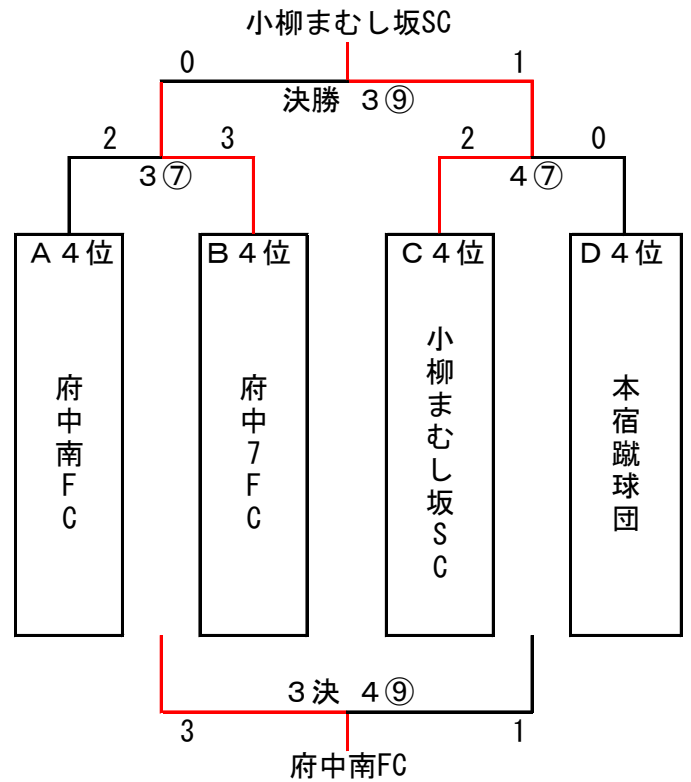 小柳まむし坂SC
0 1
決勝 3⑨
2 3 2 0
3⑦ 4⑦
A4位 B4位 C4位 D4位
府中南FC
府中7FC
小柳まむし坂SC
本宿蹴球団
3決 4⑨
3 1
府中南FC